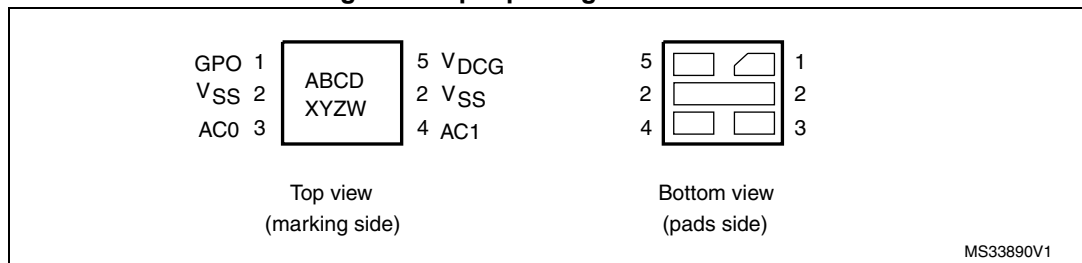 GPO 1 ABCD 5 VDCG
VSS 2 XYZW 2 VSS
AC0 3 4 AC1
5 1
2 2
4 3
Top view
(marking side)
Bottom view
(pads side)
MS33890V1